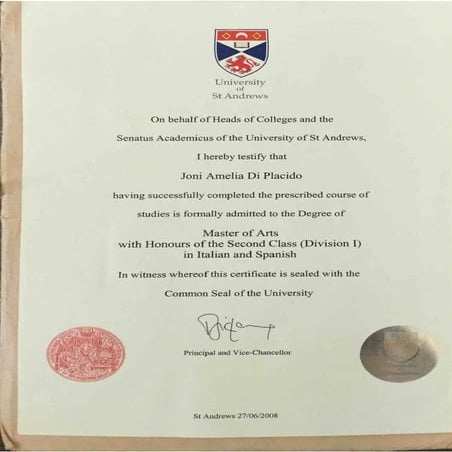 University
of
St Andrews
On behalf of Heads of Colleges and the
Senatus Academicus of the University of St Andrews,
I hereby testify that
Joni Amelia Di Placido
having successfully completed the prescribed course of
studies is formally admitted to the Degree of
Master of Arts
with Honours of the Second Class (Division I)
in Italian and Spanish
In witness whereof this certificate is sealed with the
Common Seal of the University
Principal and Vice-Chancellor
St Andrews 27/06/2008